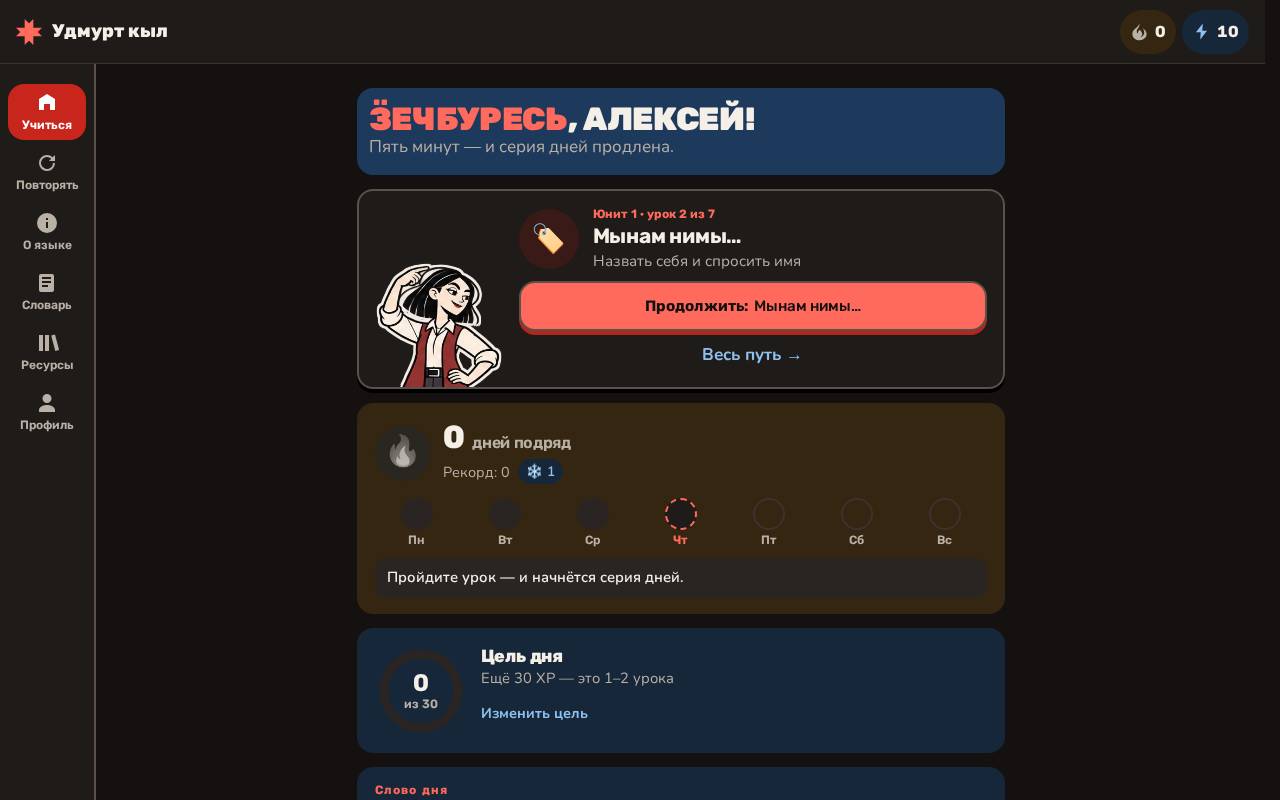 Удмурт кыл
0
10
Учиться
Повторять
О языке
Словарь
Ресурсы
Профиль
ӞЕЧБУРЕСЬ, АЛЕКСЕЙ!
Пять минут — и серия дней продлена.
Юнит 1 • урок 2 из 7
Мынам нимы…
Назвать себя и спросить имя
Продолжить: Мынам нимы…
Весь путь →
0 дней подряд
Рекорд: 0 ❄️ 1
Пн Вт Ср Чт Пт Сб Вс
Пройдите урок — и начнётся серия дней.
0
из 30
Цель дня
Ещё 30 XP — это 1–2 урока
Изменить цель
Слово дня